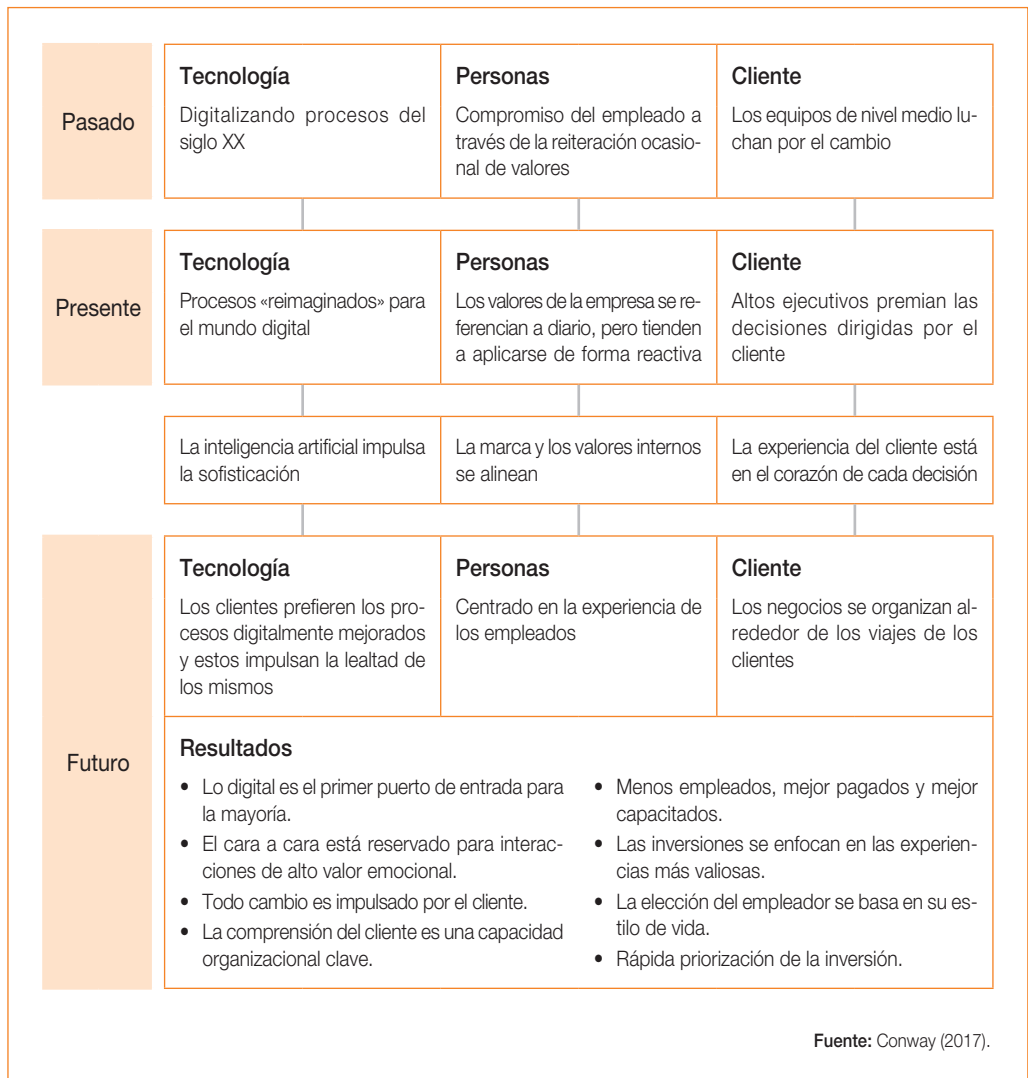 Pasado
Tecnología
Digitalizando procesos del
siglo XX
Personas
Compromiso del empleado a
través de la reiteración ocasio-
nal de valores
Cliente
Los equipos de nivel medio lu-
chan por el cambio
Presente
Tecnología
Procesos «reimaginados» para
el mundo digital
Personas
Los valores de la empresa se re-
ferencian a diario, pero tienden
a aplicarse de forma reactiva
Cliente
Altos ejecutivos premian las
decisiones dirigidas por el
cliente
La inteligencia artificial impulsa
la sofisticación
La marca y los valores internos
se alinean
La experiencia del cliente está
en el corazón de cada decisión
Futuro
Tecnología
Los clientes prefieren los pro-
cesos digitalmente mejorados
y estos impulsan la lealtad de
los mismos
Personas
Centrado en la experiencia de
los empleados
Cliente
Los negocios se organizan al-
rededor de los viajes de los
clientes
Resultados
• Lo digital es el primer puerto de entrada para
la mayoría.
• El cara a cara está reservado para interac-
ciones de alto valor emocional.
• Todo cambio es impulsado por el cliente.
• La comprensión del cliente es una capacidad
organizacional clave.
• Menos empleados, mejor pagados y mejor
capacitados.
• Las inversiones se enfocan en las experien-
cias más valiosas.
• La elección del empleador se basa en su es-
tilo de vida.
• Rápida priorización de la inversión.
Fuente: Conway (2017).